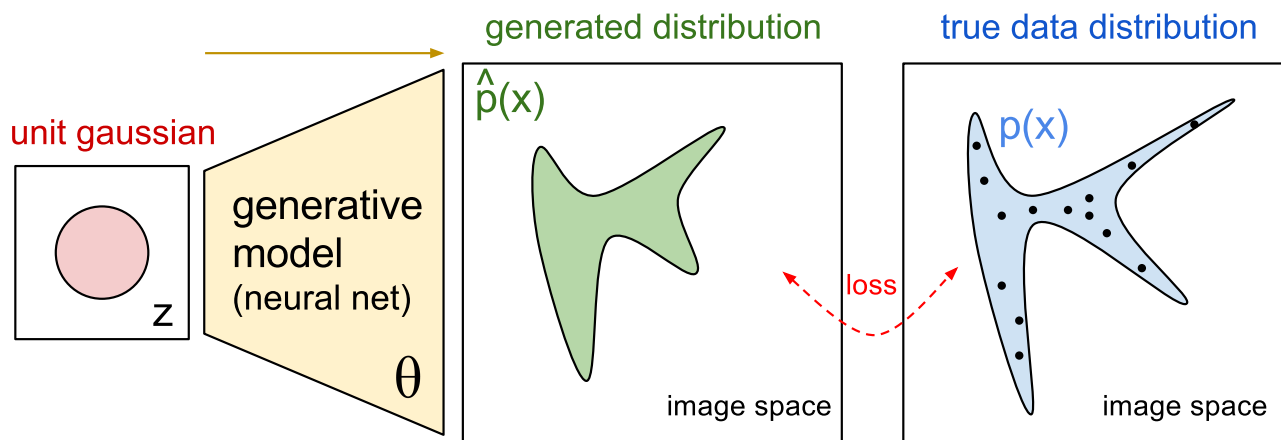 generated distribution
true data distribution
p̂(x)
p(x)
unit gaussian
z
generative
model
(neural net)
θ
loss
image space
image space